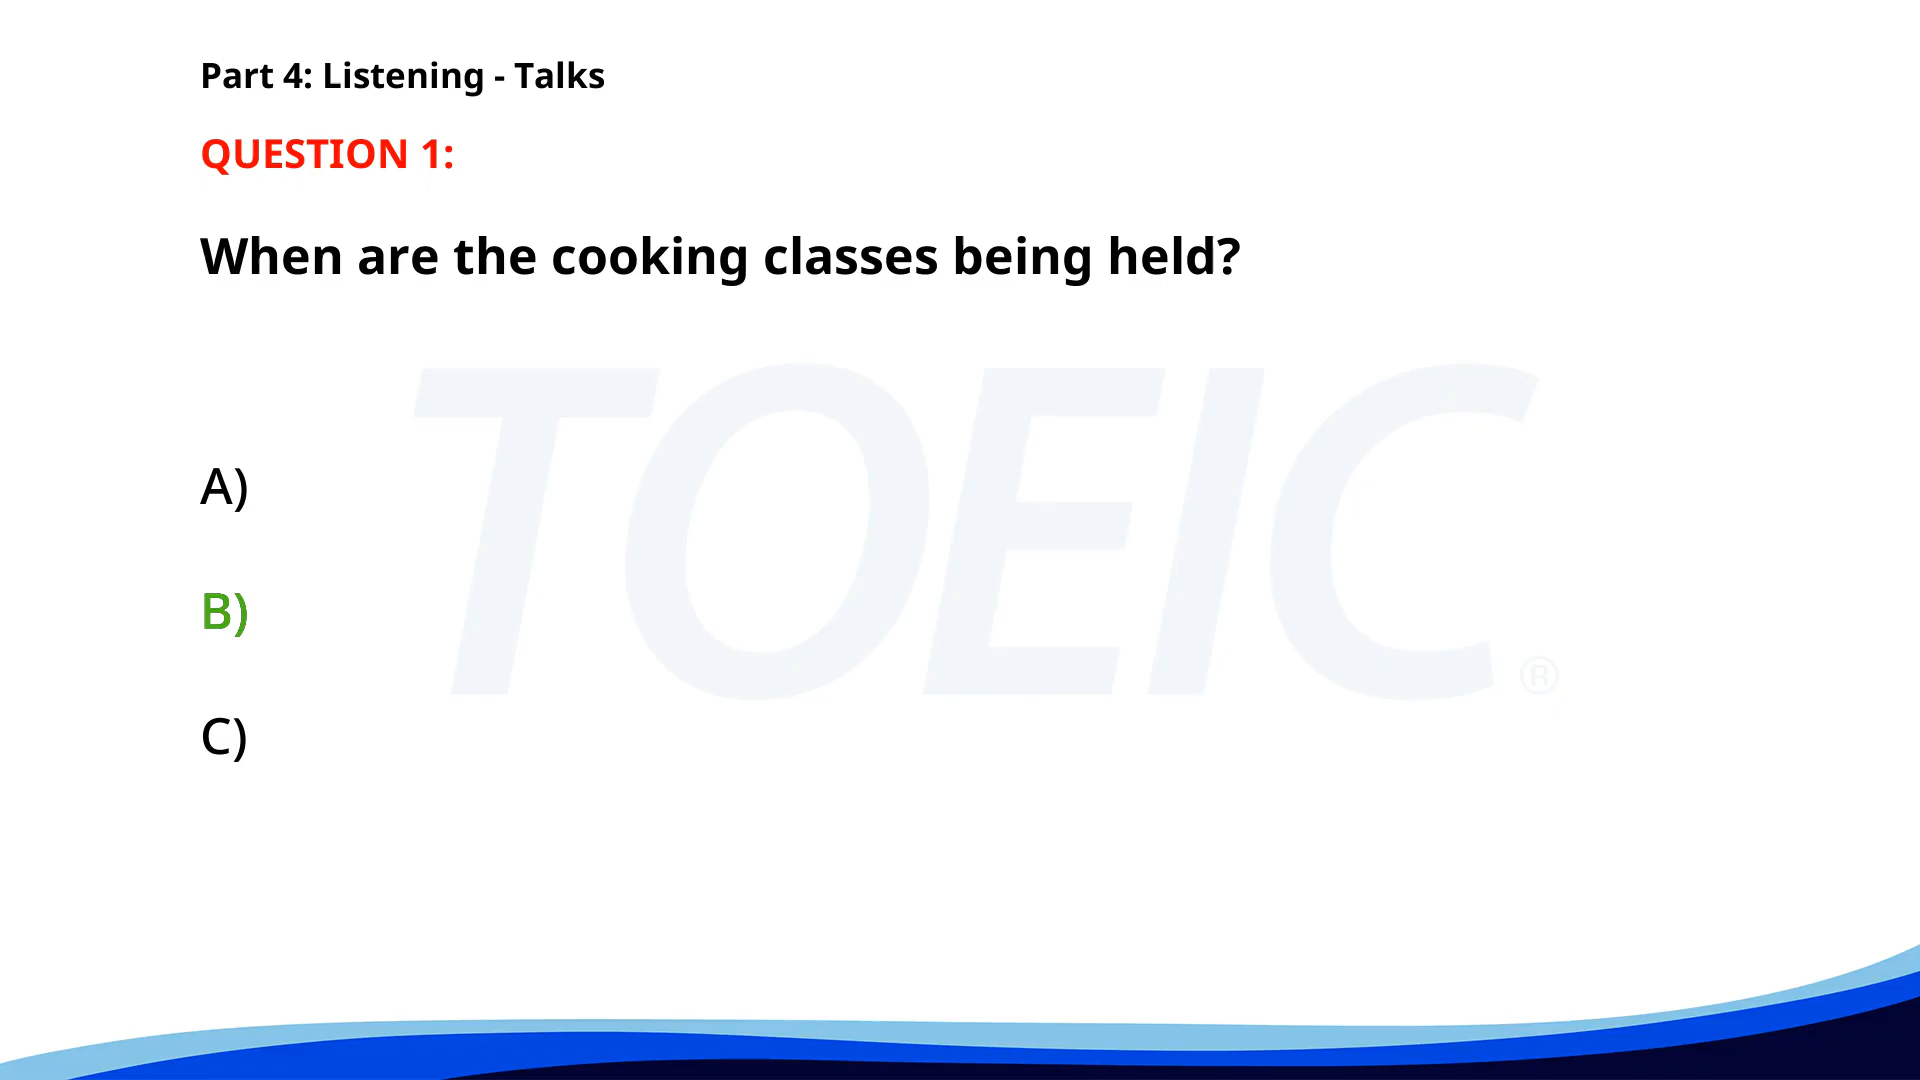 Part 4: Listening - Talks
QUESTION 1:
When are the cooking classes being held?
TOEIC®
A)
B)
C)